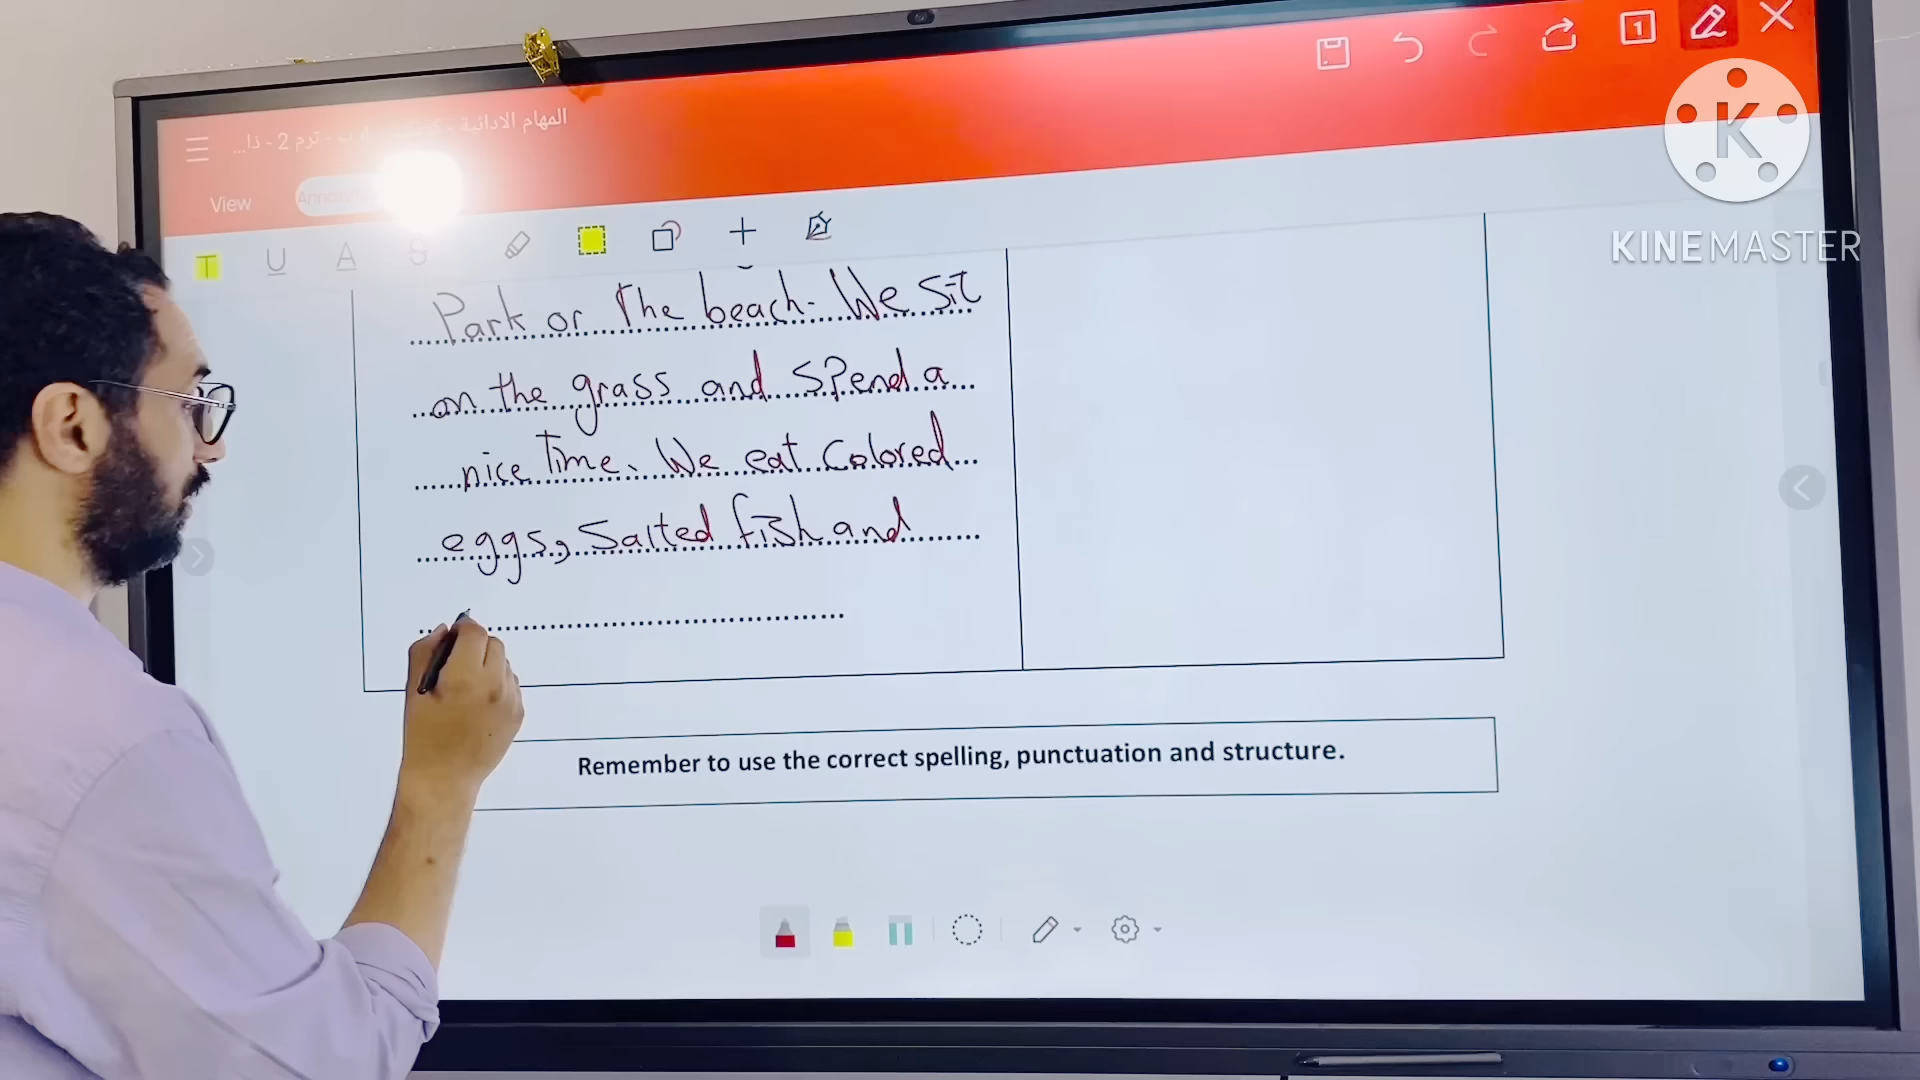 المهام الادائية
ب - ترم 2 - ذا...
View
Park or the beach. We sit
on the grass and spend a
nice time. We eat Colored
eggs, Salted fish and
Remember to use the correct spelling, punctuation and structure.
K
KINEMASTER